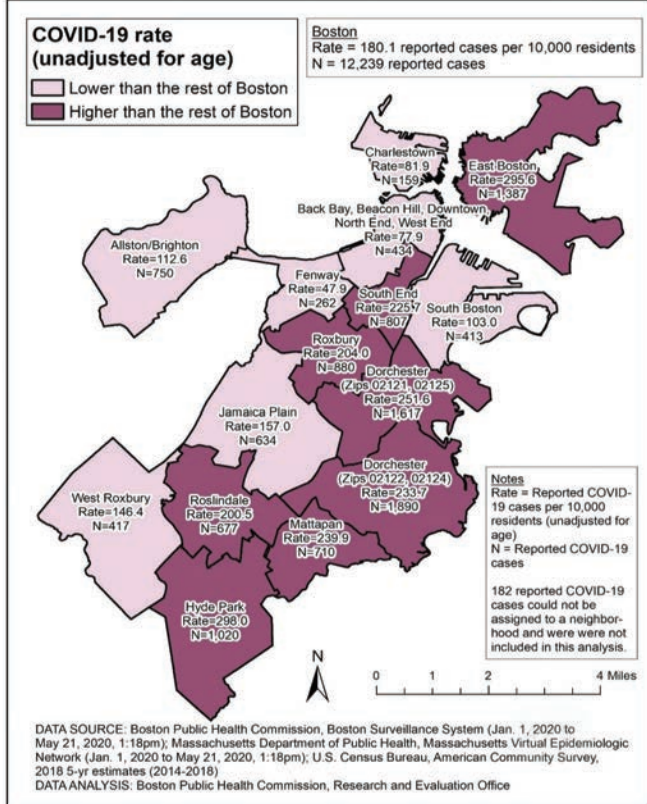 COVID-19 rate
(unadjusted for age)
Lower than the rest of Boston
Higher than the rest of Boston
Boston
Rate = 180.1 reported cases per 10,000 residents
N = 12,239 reported cases
Charlestown
Rate=81.9
N=159
East Boston
Rate=295.6
N=1,387
Back Bay, Beacon Hill, Downtown,
North End, West End
Rate=77.9
N=434
Allston/Brighton
Rate=112.6
N=750
Fenway
Rate=47.9
N=262
South End
Rate=225.7
N=807
South Boston
Rate=103.0
N=413
Roxbury
Rate=204.0
N=880
Dorchester
(Zips 02121, 02125)
Rate=251.6
N=1,617
Jamaica Plain
Rate=157.0
N=634
Dorchester
(Zips 02122, 02124)
Rate=233.7
N=1,890
West Roxbury
Rate=146.4
N=417
Roslindale
Rate=200.5
N=677
Mattapan
Rate=239.9
N=710
Hyde Park
Rate=298.0
N=1,020
Notes
Rate = Reported COVID-
19 cases per 10,000
residents (unadjusted for
age)
N = Reported COVID-19
cases
182 reported COVID-19
cases could not be
assigned to a neighbor-
hood and were were not
included in this analysis.
N
0 1 2 4 Miles
DATA SOURCE: Boston Public Health Commission, Boston Surveillance System (Jan. 1, 2020 to
May 21, 2020, 1:18pm); Massachusetts Department of Public Health, Massachusetts Virtual Epidemiologic
Network (Jan. 1, 2020 to May 21, 2020, 1:18pm); U.S. Census Bureau, American Community Survey,
2018 5-yr estimates (2014-2018)
DATA ANALYSIS: Boston Public Health Commission, Research and Evaluation Office